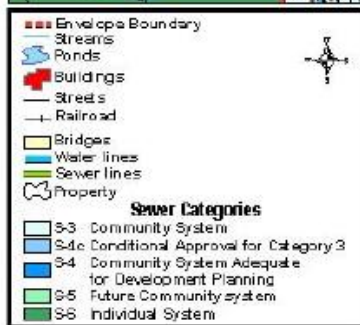 Envelope Boundary
Streams
Ponds
Buildings
Streets
Railroad
Bridges
Water lines
Sewer lines
Property
Sewer Categories
S-3 Community System
S-4c Conditional Approval for Category 3
S-4 Community System Adequate
for Development Planning
S-5 Future Community system
S-6 Individual System